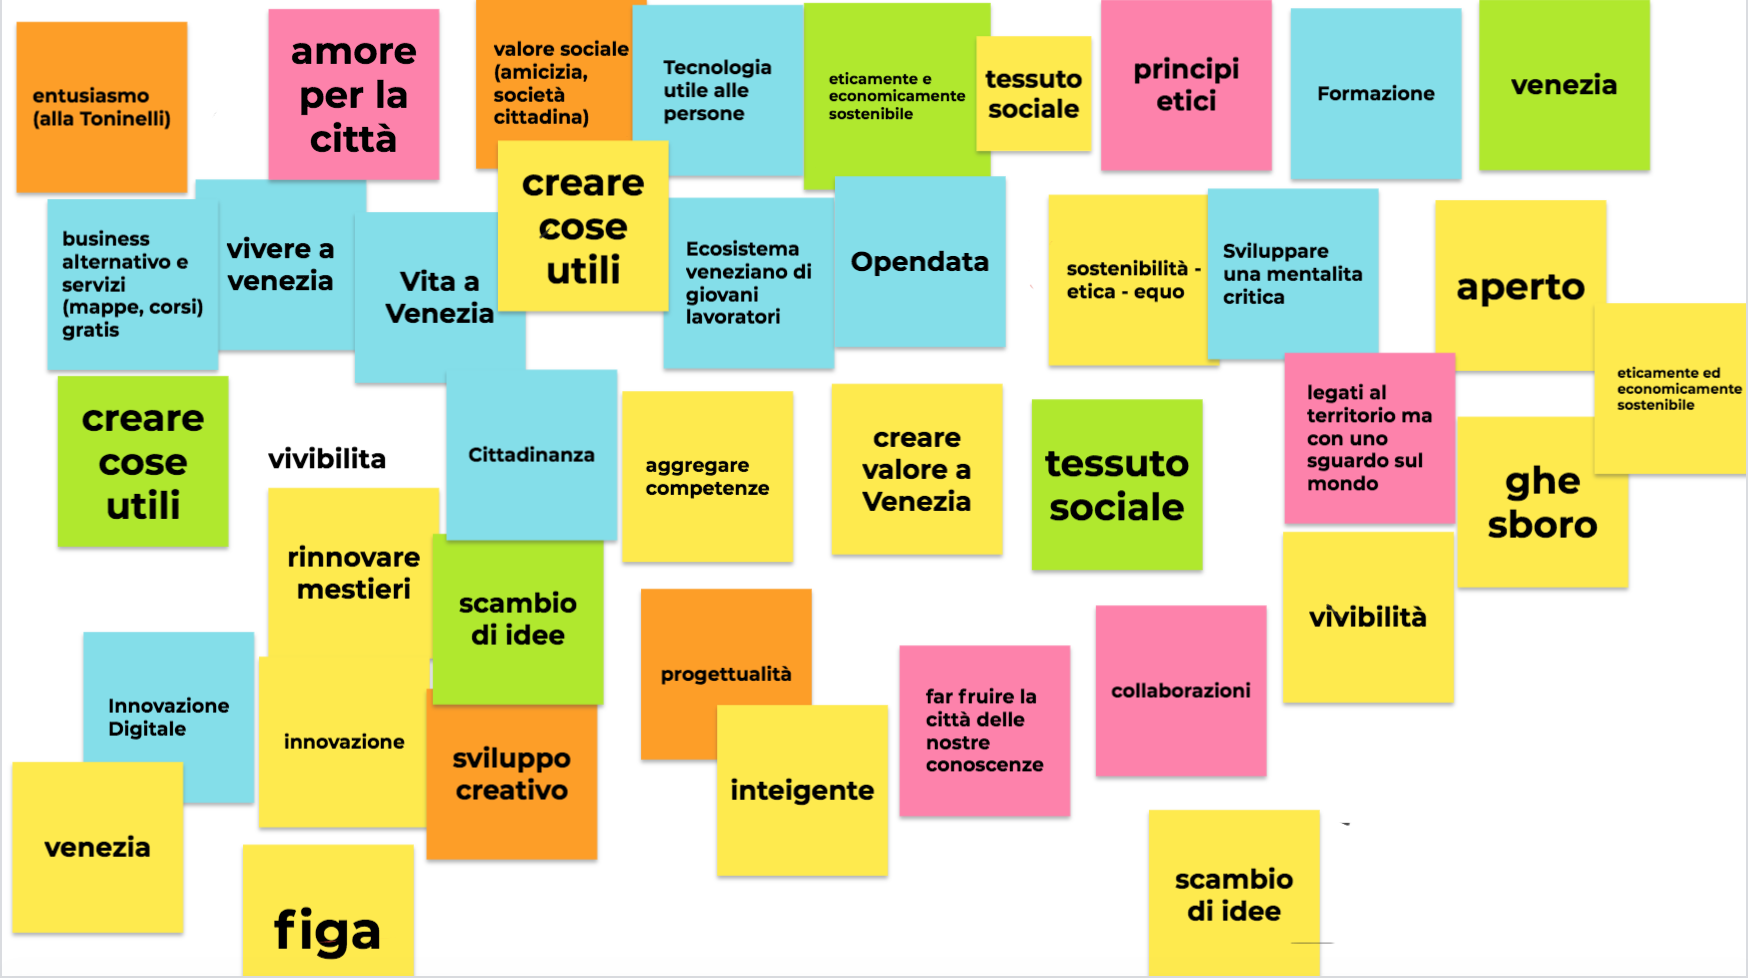 entusiasmo
(alla Toninelli)
amore
per la
città
valore sociale
(amicizia,
società
cittadina)
Tecnologia
utile alle
persone
eticamente e
economicamente
sostenibile
tessuto
sociale
principi
etici
Formazione
venezia
business
alternativo e
servizi
(mappe, corsi)
gratis
vivere a
venezia
Vita a
Venezia
creare
cose
utili
Ecosistema
veneziano di
giovani
lavoratori
Opendata
sostenibilità -
etica - equo
Sviluppare
una mentalita
critica
aperto
eticamente ed
economicamente
sostenibile
creare
cose
utili
vivibilita
Cittadinanza
aggregare
competenze
creare
valore a
Venezia
tessuto
sociale
legati al
territorio ma
con uno
sguardo sul
mondo
ghe
sboro
rinnovare
mestieri
scambio
di idee
progettualità
vivibilità
Innovazione
Digitale
innovazione
sviluppo
creativo
inteigente
far fruire la
città delle
nostre
conoscenze
collaborazioni
venezia
figa
scambio
di idee